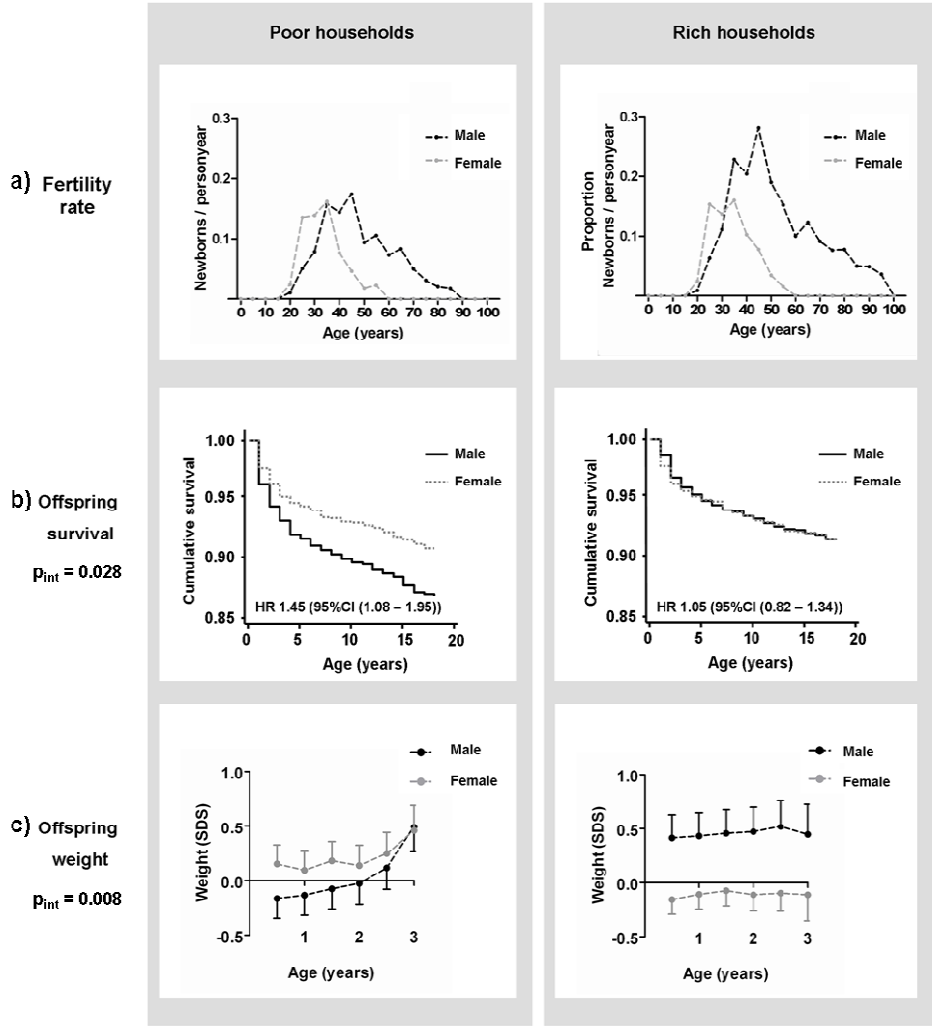 Poor households
Rich households
a) Fertility
rate
Newborns / personyear
0.3
0.2
0.1
0 10 20 30 40 50 60 70 80 90 100
Age (years)
Male
Female
Proportion
Newborns / personyear
0.3
0.2
0.1
0 10 20 30 40 50 60 70 80 90 100
Age (years)
Male
Female
b) Offspring
survival
pint = 0.028
Cumulative survival
1.00
0.95
0.90
0.85
Male
Female
HR 1.45 (95%CI (1.08 – 1.95))
0 5 10 15 20
Age (years)
Cumulative survival
1.00
0.95
0.90
0.85
Male
Female
HR 1.05 (95%CI (0.82 – 1.34))
0 5 10 15 20
Age (years)
c) Offspring
weight
pint = 0.008
Weight (SDS)
1.0
0.5
0.0
-0.5
Male
Female
1 2 3
Age (years)
Weight (SDS)
1.0
0.5
0.0
-0.5
Male
Female
1 2 3
Age (years)